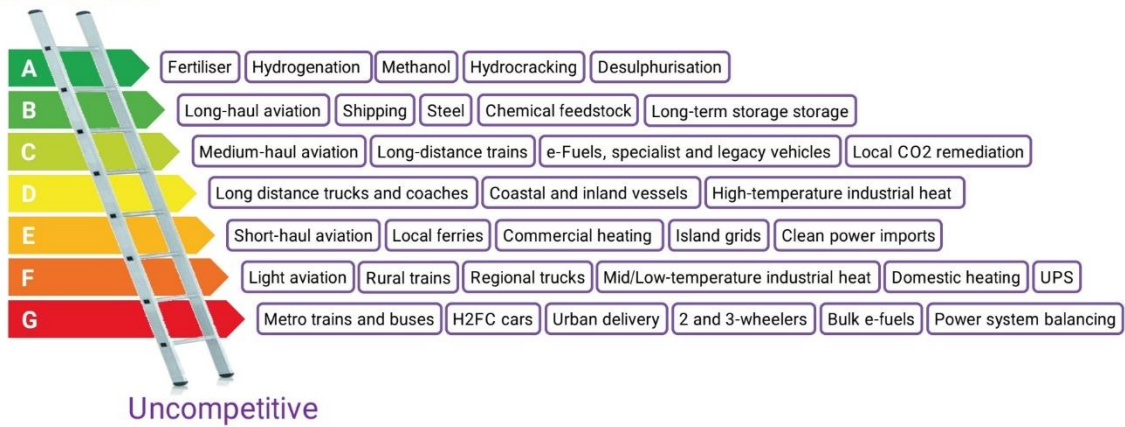 A Fertiliser Hydrogenation Methanol Hydrocracking Desulphurisation
B Long-haul aviation Shipping Steel Chemical feedstock Long-term storage storage
C Medium-haul aviation Long-distance trains e-Fuels, specialist and legacy vehicles Local CO2 remediation
D Long distance trucks and coaches Coastal and inland vessels High-temperature industrial heat
E Short-haul aviation Local ferries Commercial heating Island grids Clean power imports
F Light aviation Rural trains Regional trucks Mid/Low-temperature industrial heat Domestic heating UPS
G Metro trains and buses H2FC cars Urban delivery 2 and 3-wheelers Bulk e-fuels Power system balancing
Uncompetitive